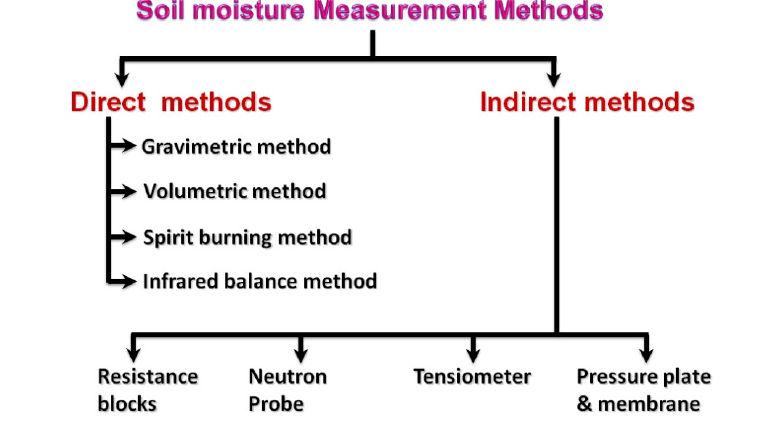 Soil moisture Measurement Methods
Direct methods
Indirect methods
Gravimetric method
Volumetric method
Spirit burning method
Infrared balance method
Resistance
blocks
Neutron
Probe
Tensiometer
Pressure plate
& membrane